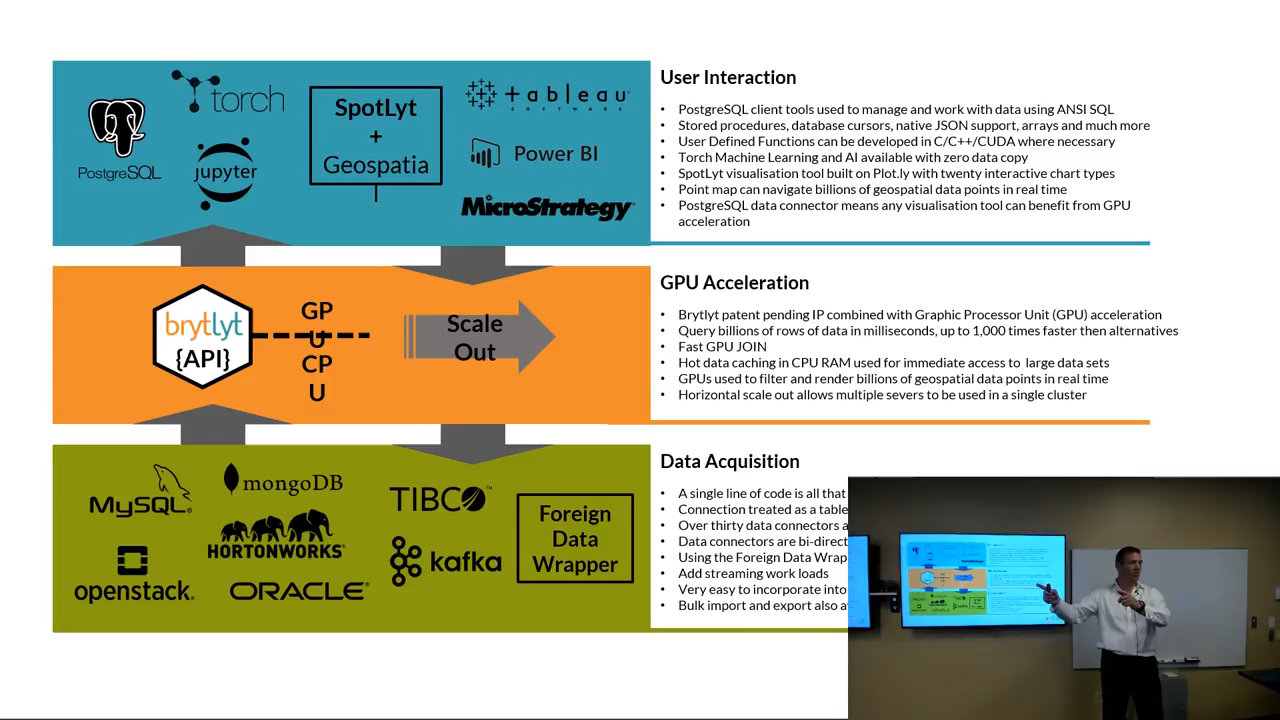 PostgreSQL
torch
jupyter
SpotLyt
+
Geospatia
l
+ableau
SOFTWARE
Power BI
MicroStrategy
User Interaction
• PostgreSQL client tools used to manage and work with data using ANSI SQL
• Stored procedures, database cursors, native JSON support, arrays and much more
• User Defined Functions can be developed in C/C++/CUDA where necessary
• Torch Machine Learning and AI available with zero data copy
• SpotLyt visualisation tool built on Plot.ly with twenty interactive chart types
• Point map can navigate billions of geospatial data points in real time
• PostgreSQL data connector means any visualisation tool can benefit from GPU
acceleration
brytlyt
{API}
GP
U
CP
U
Scale
Out
GPU Acceleration
• Brytlyt patent pending IP combined with Graphic Processor Unit (GPU) acceleration
• Query billions of rows of data in milliseconds, up to 1,000 times faster then alternatives
• Fast GPU JOIN
• Hot data caching in CPU RAM used for immediate access to large data sets
• GPUs used to filter and render billions of geospatial data points in real time
• Horizontal scale out allows multiple severs to be used in a single cluster
MySQL®
mongoDB
HORTONWORKS®
openstack.
ORACLE®
TIBCO™
kafka
Foreign
Data
Wrapper
Data Acquisition
• A single line of code is all that
• Connection treated as a table
• Over thirty data connectors a
• Data connectors are bi-direct
• Using the Foreign Data Wrap
• Add streaming work loads
• Very easy to incorporate into
• Bulk import and export also a